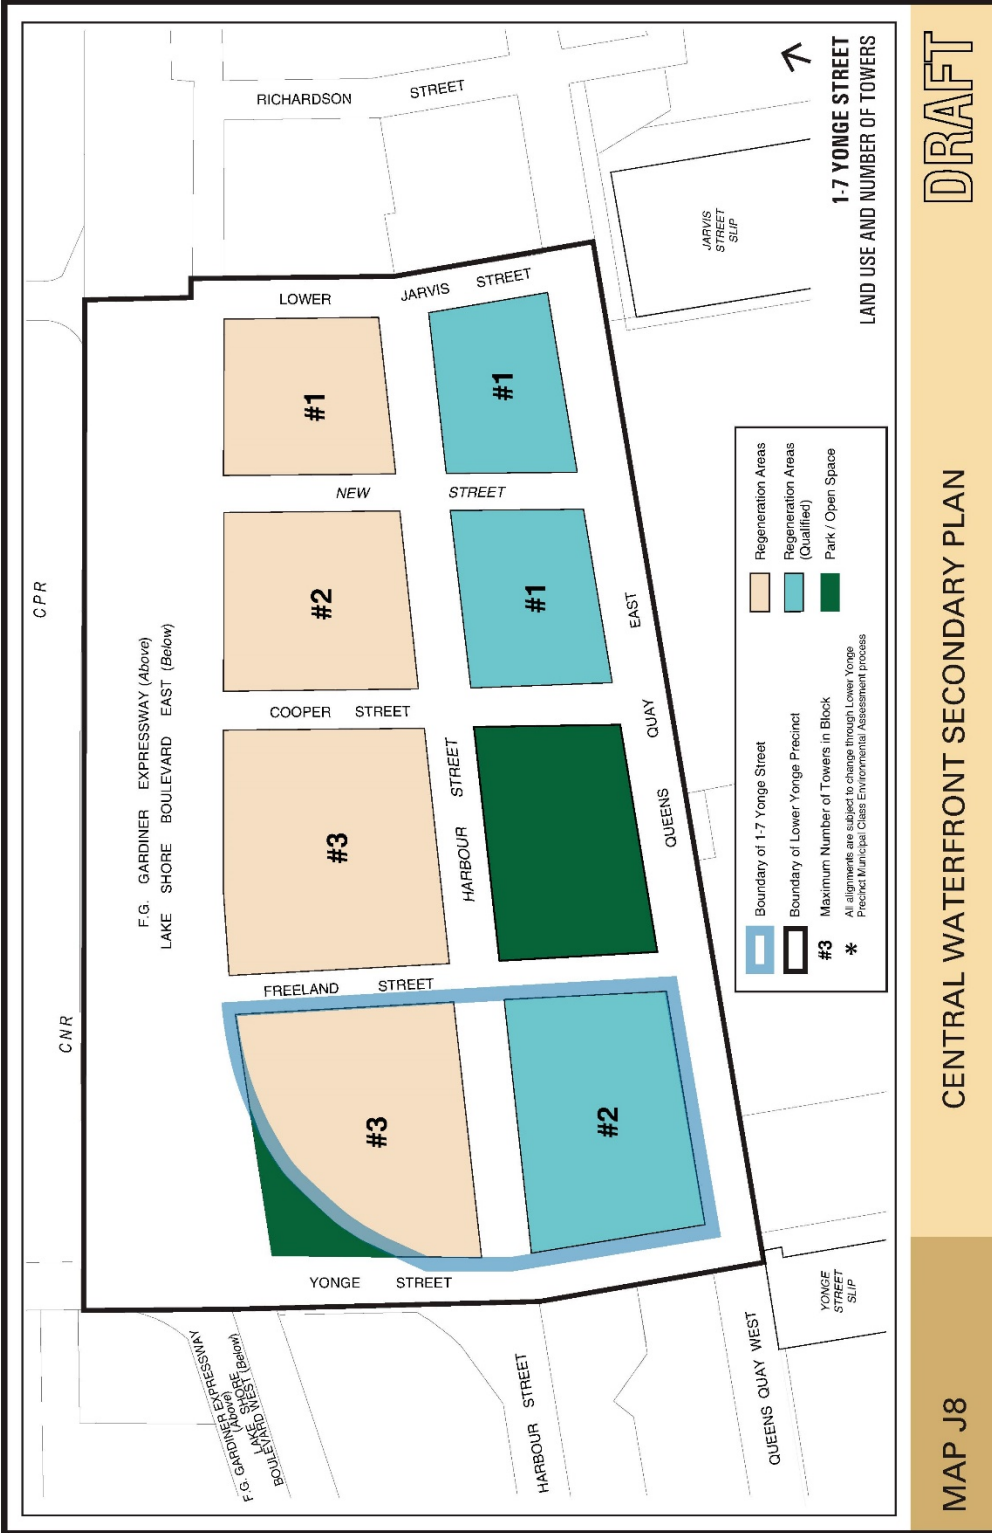 CPR
CNR
F.G. GARDINER EXPRESSWAY (Above)
LAKE SHORE BOULEVARD EAST (Below)
F.G. GARDINER EXPRESSWAY
(Above)
LAKE SHORE
BOULEVARD WEST (Below)
YONGE STREET
FREELAND STREET
COOPER STREET
NEW STREET
LOWER JARVIS STREET
RICHARDSON STREET
#3
#3
#2
#1
HARBOUR STREET
HARBOUR STREET
#2
#1
#1
QUEENS QUAY EAST
QUEENS QUAY WEST
YONGE
STREET
SLIP
JARVIS
STREET
SLIP
Boundary of 1-7 Yonge Street
Boundary of Lower Yonge Precinct
#3 Maximum Number of Towers in Block
* All alignments are subject to change through Lower Yonge
Precinct Municipal Class Environmental Assessment process
Regeneration Areas
Regeneration Areas
(Qualified)
Park / Open Space
1-7 YONGE STREET
LAND USE AND NUMBER OF TOWERS
MAP J8
CENTRAL WATERFRONT SECONDARY PLAN
DRAFT